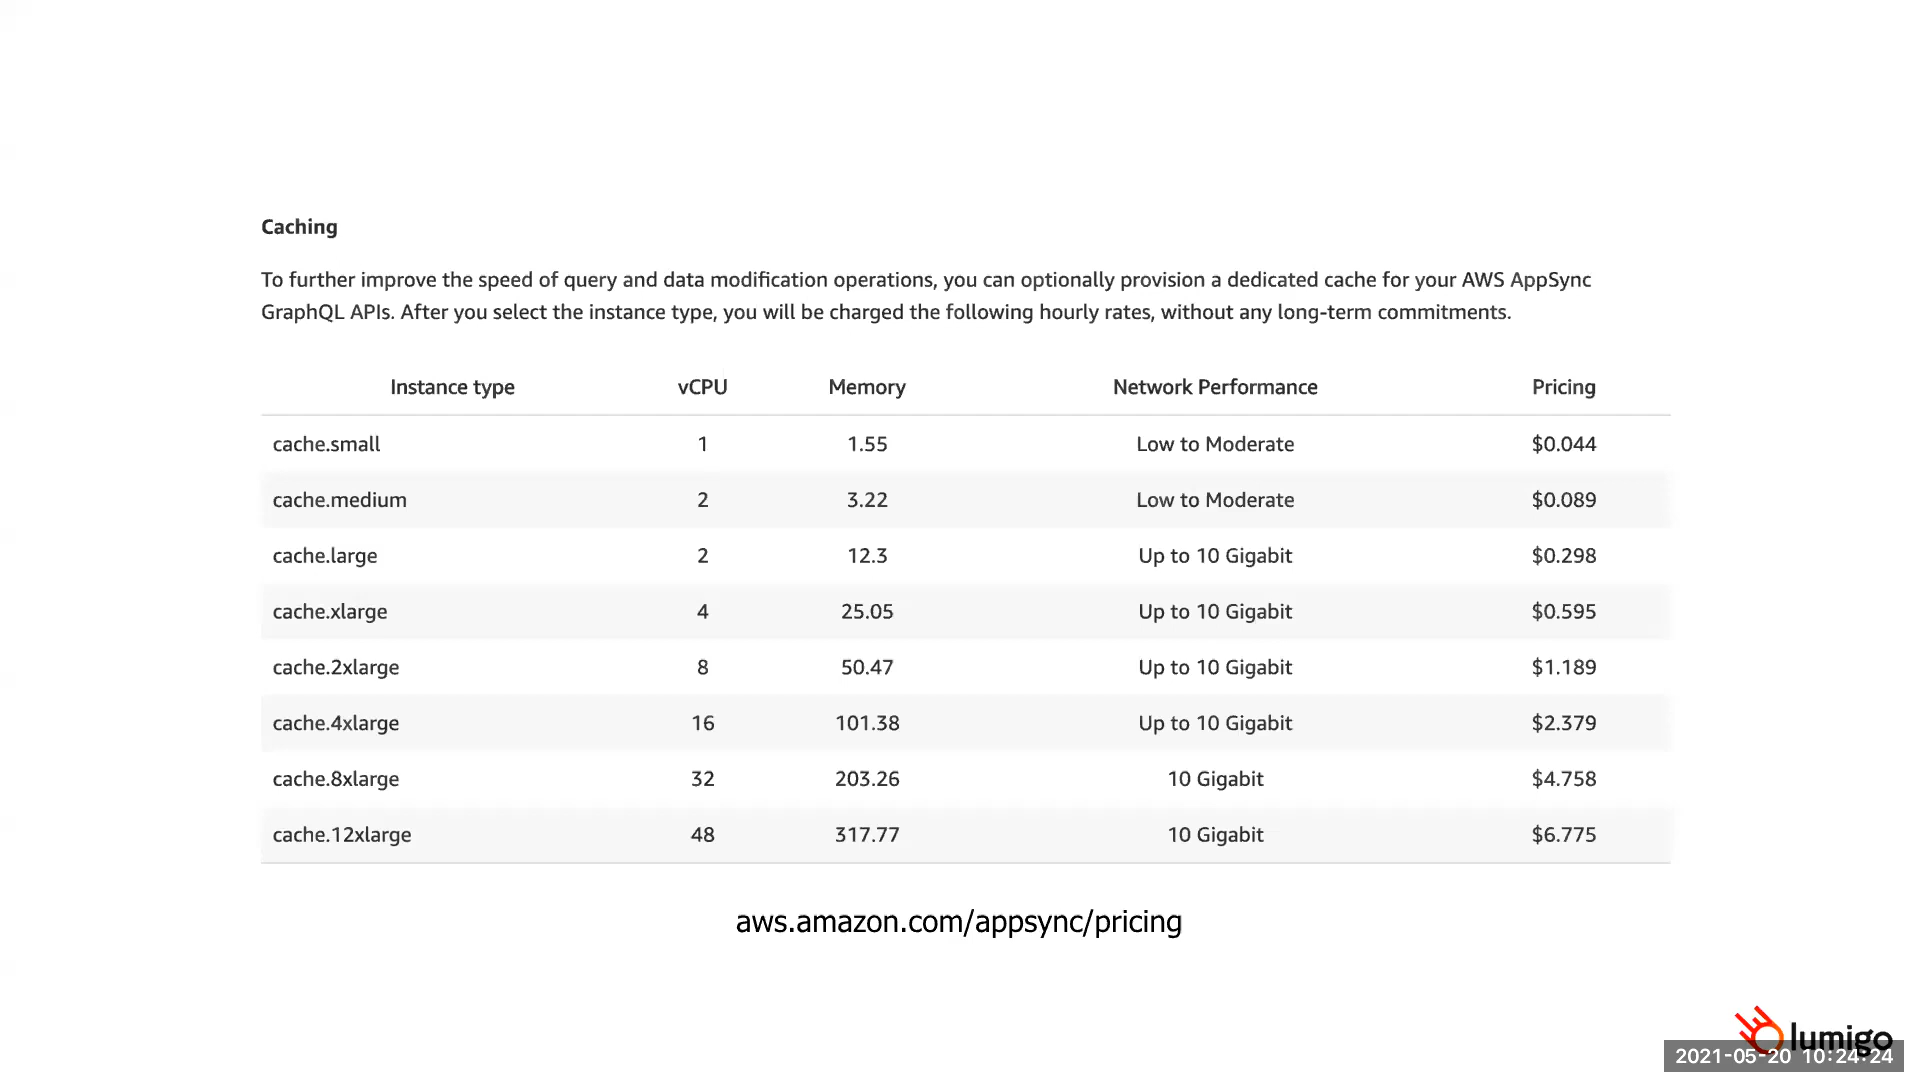 Caching
To further improve the speed of query and data modification operations, you can optionally provision a dedicated cache for your AWS AppSync
GraphQL APIs. After you select the instance type, you will be charged the following hourly rates, without any long-term commitments.
Instance type vCPU Memory Network Performance Pricing
cache.small 1 1.55 Low to Moderate $0.044
cache.medium 2 3.22 Low to Moderate $0.089
cache.large 2 12.3 Up to 10 Gigabit $0.298
cache.xlarge 4 25.05 Up to 10 Gigabit $0.595
cache.2xlarge 8 50.47 Up to 10 Gigabit $1.189
cache.4xlarge 16 101.38 Up to 10 Gigabit $2.379
cache.8xlarge 32 203.26 10 Gigabit $4.758
cache.12xlarge 48 317.77 10 Gigabit $6.775
aws.amazon.com/appsync/pricing
lumigo
2021-05-20 10:24:24